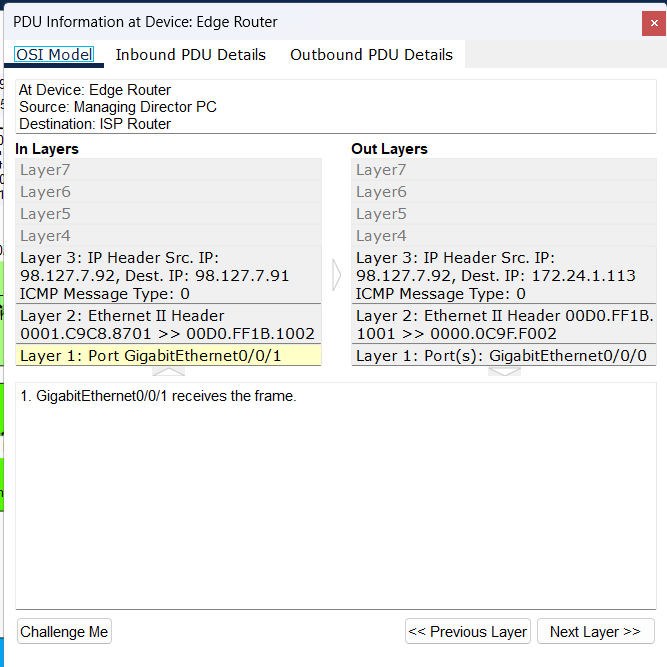 PDU Information at Device: Edge Router
OSI Model Inbound PDU Details Outbound PDU Details
At Device: Edge Router
Source: Managing Director PC
Destination: ISP Router
In Layers
Layer7
Layer6
Layer5
Layer4
Layer 3: IP Header Src. IP:
98.127.7.92, Dest. IP: 98.127.7.91
ICMP Message Type: 0
Layer 2: Ethernet II Header
0001.C9C8.8701 >> 00D0.FF1B.1002
Layer 1: Port GigabitEthernet0/0/1
Out Layers
Layer7
Layer6
Layer5
Layer4
Layer 3: IP Header Src. IP:
98.127.7.92, Dest. IP: 172.24.1.113
ICMP Message Type: 0
Layer 2: Ethernet II Header 00D0.FF1B.
1001 >> 0000.0C9F.F002
Layer 1: Port(s): GigabitEthernet0/0/0
1. GigabitEthernet0/0/1 receives the frame.
Challenge Me << Previous Layer Next Layer >>